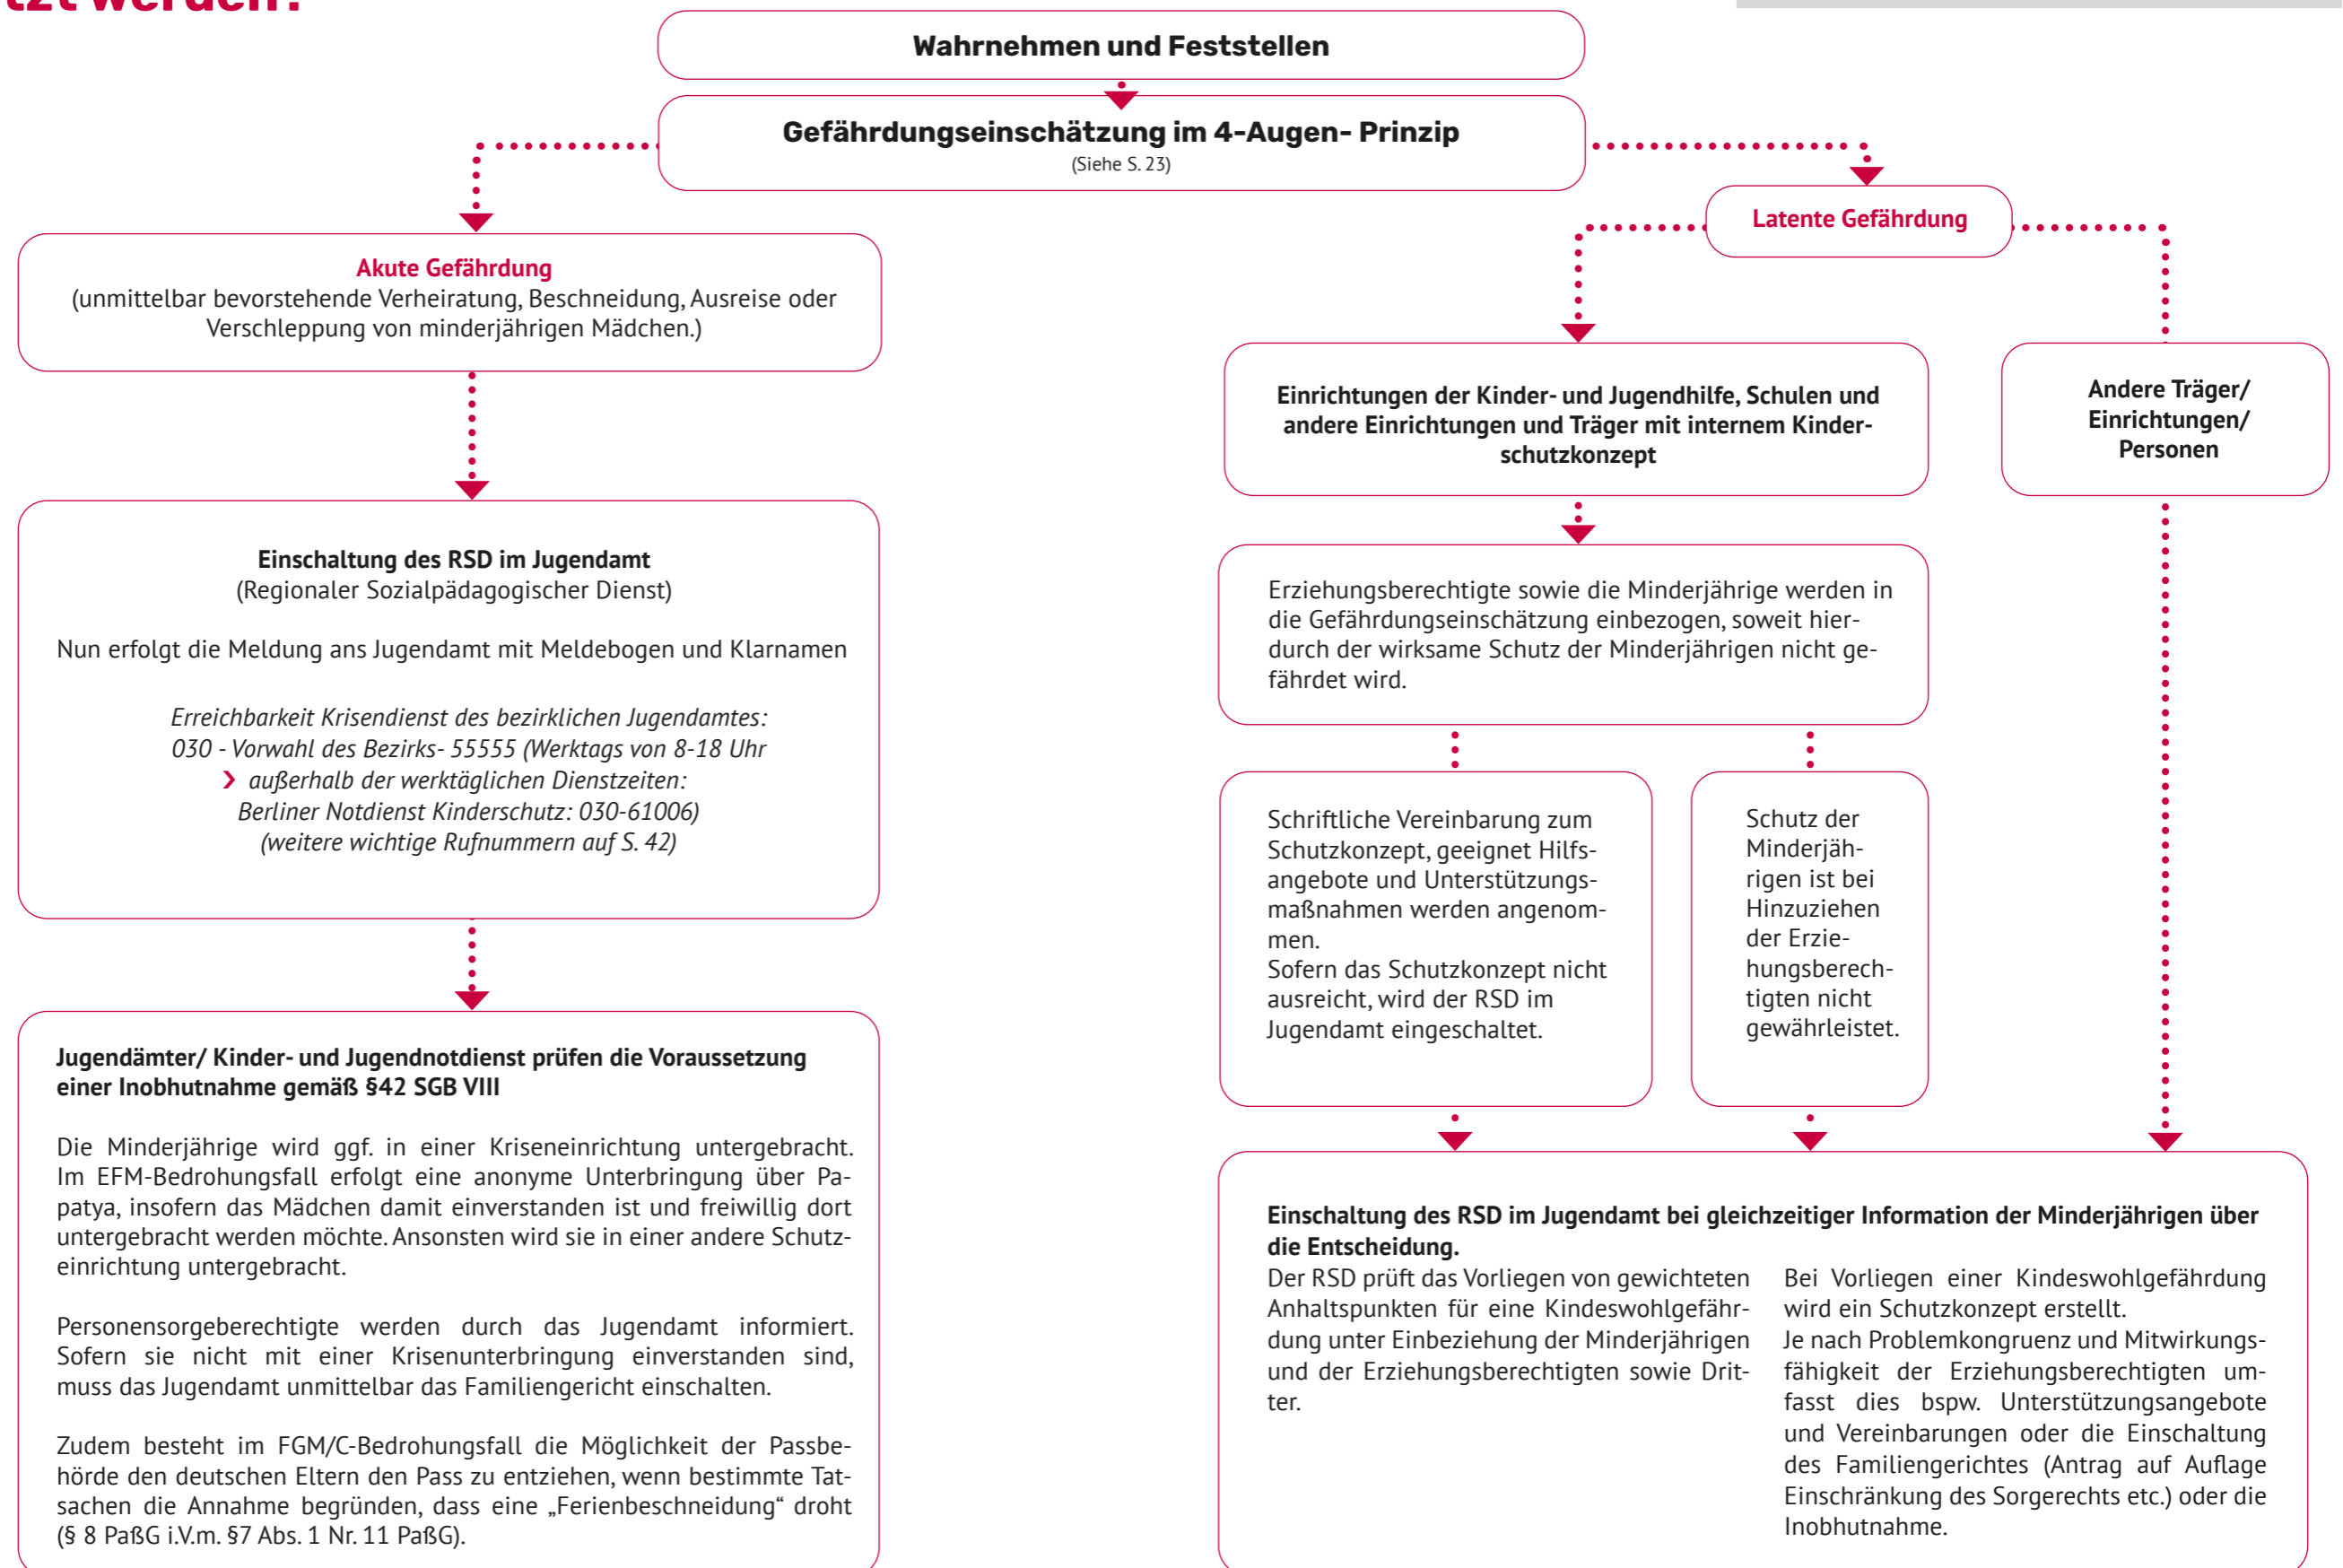 tzt werden?
Wahrnehmen und Feststellen
Gefährdungseinschätzung im 4-Augen- Prinzip
(Siehe S. 23)
Akute Gefährdung
(unmittelbar bevorstehende Verheiratung, Beschneidung, Ausreise oder
Verschleppung von minderjährigen Mädchen.)
Einschaltung des RSD im Jugendamt
(Regionaler Sozialpädagogischer Dienst)
Nun erfolgt die Meldung ans Jugendamt mit Meldebogen und Klarnamen
Erreichbarkeit Krisendienst des bezirklichen Jugendamtes:
030 - Vorwahl des Bezirks- 55555 (Werktags von 8-18 Uhr
› außerhalb der werktäglichen Dienstzeiten:
Berliner Notdienst Kinderschutz: 030-61006)
(weitere wichtige Rufnummern auf S. 42)
Jugendämter/ Kinder- und Jugendnotdienst prüfen die Voraussetzung
einer Inobhutnahme gemäß §42 SGB VIII
Die Minderjährige wird ggf. in einer Kriseneinrichtung untergebracht.
Im EFM-Bedrohungsfall erfolgt eine anonyme Unterbringung über Pa-
patya, insofern das Mädchen damit einverstanden ist und freiwillig dort
untergebracht werden möchte. Ansonsten wird sie in einer andere Schutz-
einrichtung untergebracht.
Personensorgeberechtigte werden durch das Jugendamt informiert.
Sofern sie nicht mit einer Krisenunterbringung einverstanden sind,
muss das Jugendamt unmittelbar das Familiengericht einschalten.
Zudem besteht im FGM/C-Bedrohungsfall die Möglichkeit der Passbe-
hörde den deutschen Eltern den Pass zu entziehen, wenn bestimmte Tat-
sachen die Annahme begründen, dass eine „Ferienbeschneidung“ droht
(§ 8 PaßG i.V.m. §7 Abs. 1 Nr. 11 PaßG).
Latente Gefährdung
Einrichtungen der Kinder- und Jugendhilfe, Schulen und
andere Einrichtungen und Träger mit internem Kinder-
schutzkonzept
Andere Träger/
Einrichtungen/
Personen
Erziehungsberechtigte sowie die Minderjährige werden in
die Gefährdungseinschätzung einbezogen, soweit hier-
durch der wirksame Schutz der Minderjährigen nicht ge-
fährdet wird.
Schriftliche Vereinbarung zum
Schutzkonzept, geeignet Hilfs-
angebote und Unterstützungs-
maßnahmen werden angenom-
men.
Sofern das Schutzkonzept nicht
ausreicht, wird der RSD im
Jugendamt eingeschaltet.
Schutz der
Minderjäh-
rigen ist bei
Hinzuziehen
der Erzie-
hungsberech-
tigten nicht
gewährleistet.
Einschaltung des RSD im Jugendamt bei gleichzeitiger Information der Minderjährigen über
die Entscheidung.
Der RSD prüft das Vorliegen von gewichteten
Anhaltspunkten für eine Kindeswohlgefähr-
dung unter Einbeziehung der Minderjährigen
und der Erziehungsberechtigten sowie Drit-
ter.
Bei Vorliegen einer Kindeswohlgefährdung
wird ein Schutzkonzept erstellt.
Je nach Problemkongruenz und Mitwirkungs-
fähigkeit der Erziehungsberechtigten um-
fasst dies bspw. Unterstützungsangebote
und Vereinbarungen oder die Einschaltung
des Familiengerichtes (Antrag auf Auflage
Einschränkung des Sorgerechts etc.) oder die
Inobhutnahme.